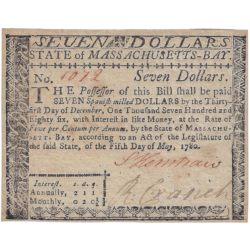 SEVEN DOLLARS
STATE of MASSACHUSETTS-BAY.
No. 1012 Seven Dollars.
THE Possessor of this Bill shall be paid
SEVEN Spanish milled DOLLARS by the Thirty-
first Day of December, One Thousand Seven Hundred and
Eighty six, with Interest in like Money, at the Rate of
Five per Centum per Annum, by the State of MASSACHU-
SETTS BAY, according to an Act of the Legislature of
the said State, of the Fifth Day of May, 1780.
Interest. s. d. q.
Annually, 2 1 1
Monthly, 0 2